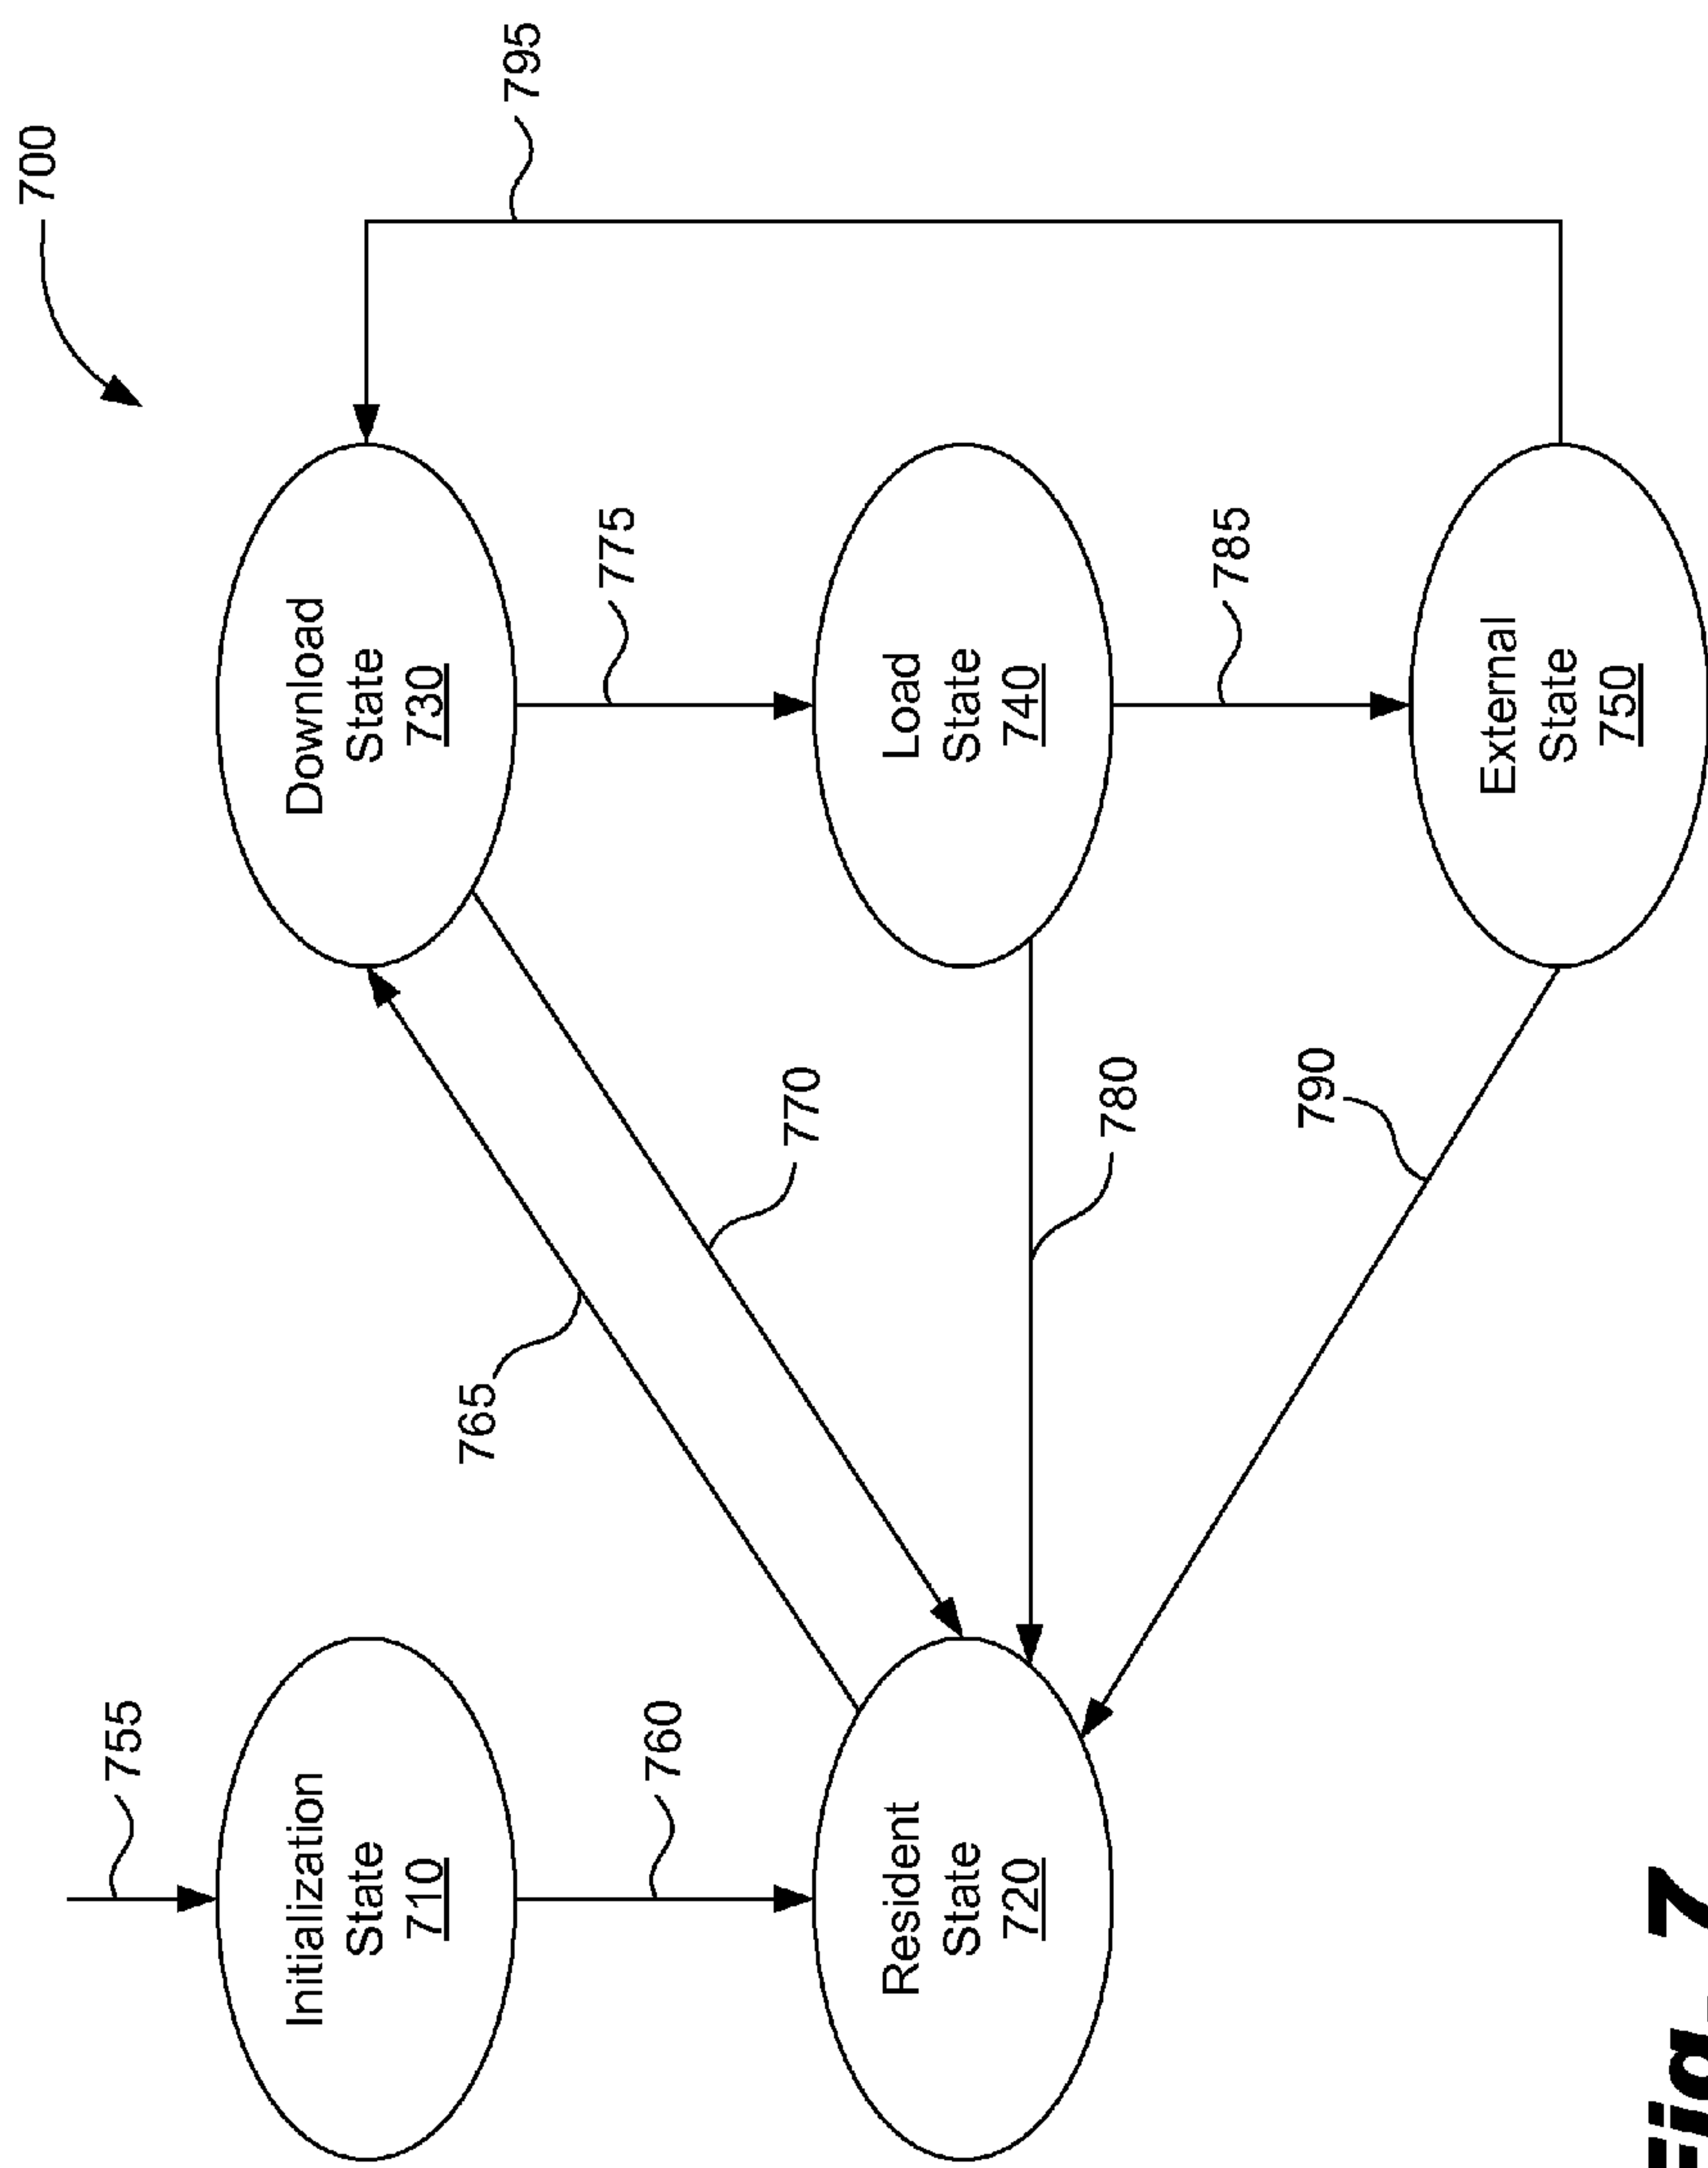 700
755
Initialization
State
710
760
Resident
State
720
765
770
780
790
Download
State
730
775
Load
State
740
785
External
State
750
795
Fig. 7